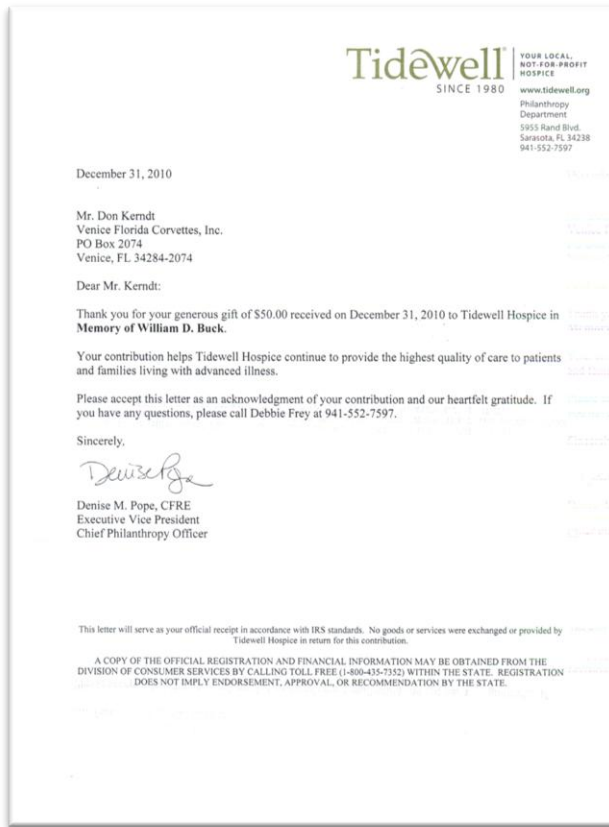 Tidewell
SINCE 1980
YOUR LOCAL,
NOT-FOR-PROFIT
HOSPICE
www.tidewell.org
Philanthropy
Department
5955 Rand Blvd.
Sarasota, FL 34238
941-552-7597
December 31, 2010
Mr. Don Kerndt
Venice Florida Corvettes, Inc.
PO Box 2074
Venice, FL 34284-2074
Dear Mr. Kerndt:
Thank you for your generous gift of $50.00 received on December 31, 2010 to Tidewell Hospice in
Memory of William D. Buck.
Your contribution helps Tidewell Hospice continue to provide the highest quality of care to patients
and families living with advanced illness.
Please accept this letter as an acknowledgment of your contribution and our heartfelt gratitude. If
you have any questions, please call Debbie Frey at 941-552-7597.
Sincerely,
Denise Pope
Denise M. Pope, CFRE
Executive Vice President
Chief Philanthropy Officer
This letter will serve as your official receipt in accordance with IRS standards. No goods or services were exchanged or provided by
Tidewell Hospice in return for this contribution.
A COPY OF THE OFFICIAL REGISTRATION AND FINANCIAL INFORMATION MAY BE OBTAINED FROM THE
DIVISION OF CONSUMER SERVICES BY CALLING TOLL FREE (1-800-435-7352) WITHIN THE STATE. REGISTRATION
DOES NOT IMPLY ENDORSEMENT, APPROVAL, OR RECOMMENDATION BY THE STATE.